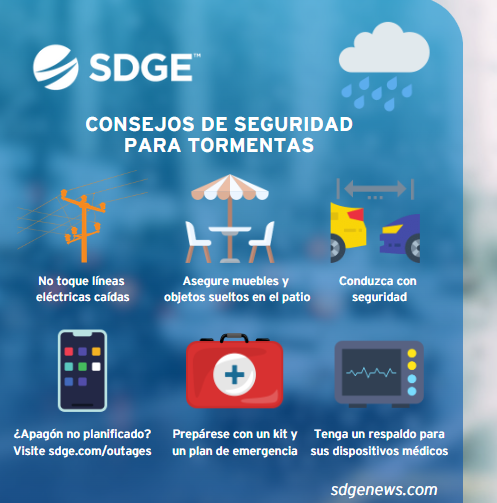 SDGE™
CONSEJOS DE SEGURIDAD
PARA TORMENTAS
No toque líneas
eléctricas caídas
Asegure muebles y
objetos sueltos en el patio
Conduzca con
seguridad
¿Apagón no planificado?
Visite sdge.com/outages
Prepárese con un kit y
un plan de emergencia
Tenga un respaldo para
sus dispositivos médicos
sdgenews.com